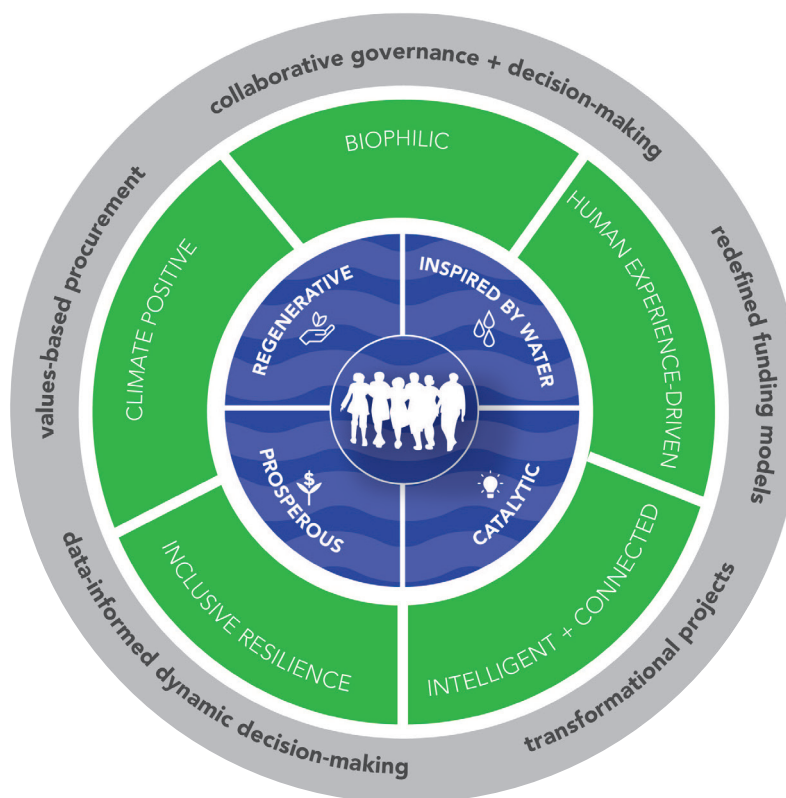 collaborative governance + decision-making
redefined funding models
transformational projects
data-informed dynamic decision-making
values-based procurement
BIOPHILIC
HUMAN EXPERIENCE-DRIVEN
INTELLIGENT + CONNECTED
INCLUSIVE RESILIENCE
CLIMATE POSITIVE
REGENERATIVE
INSPIRED BY WATER
CATALYTIC
PROSPEROUS
$